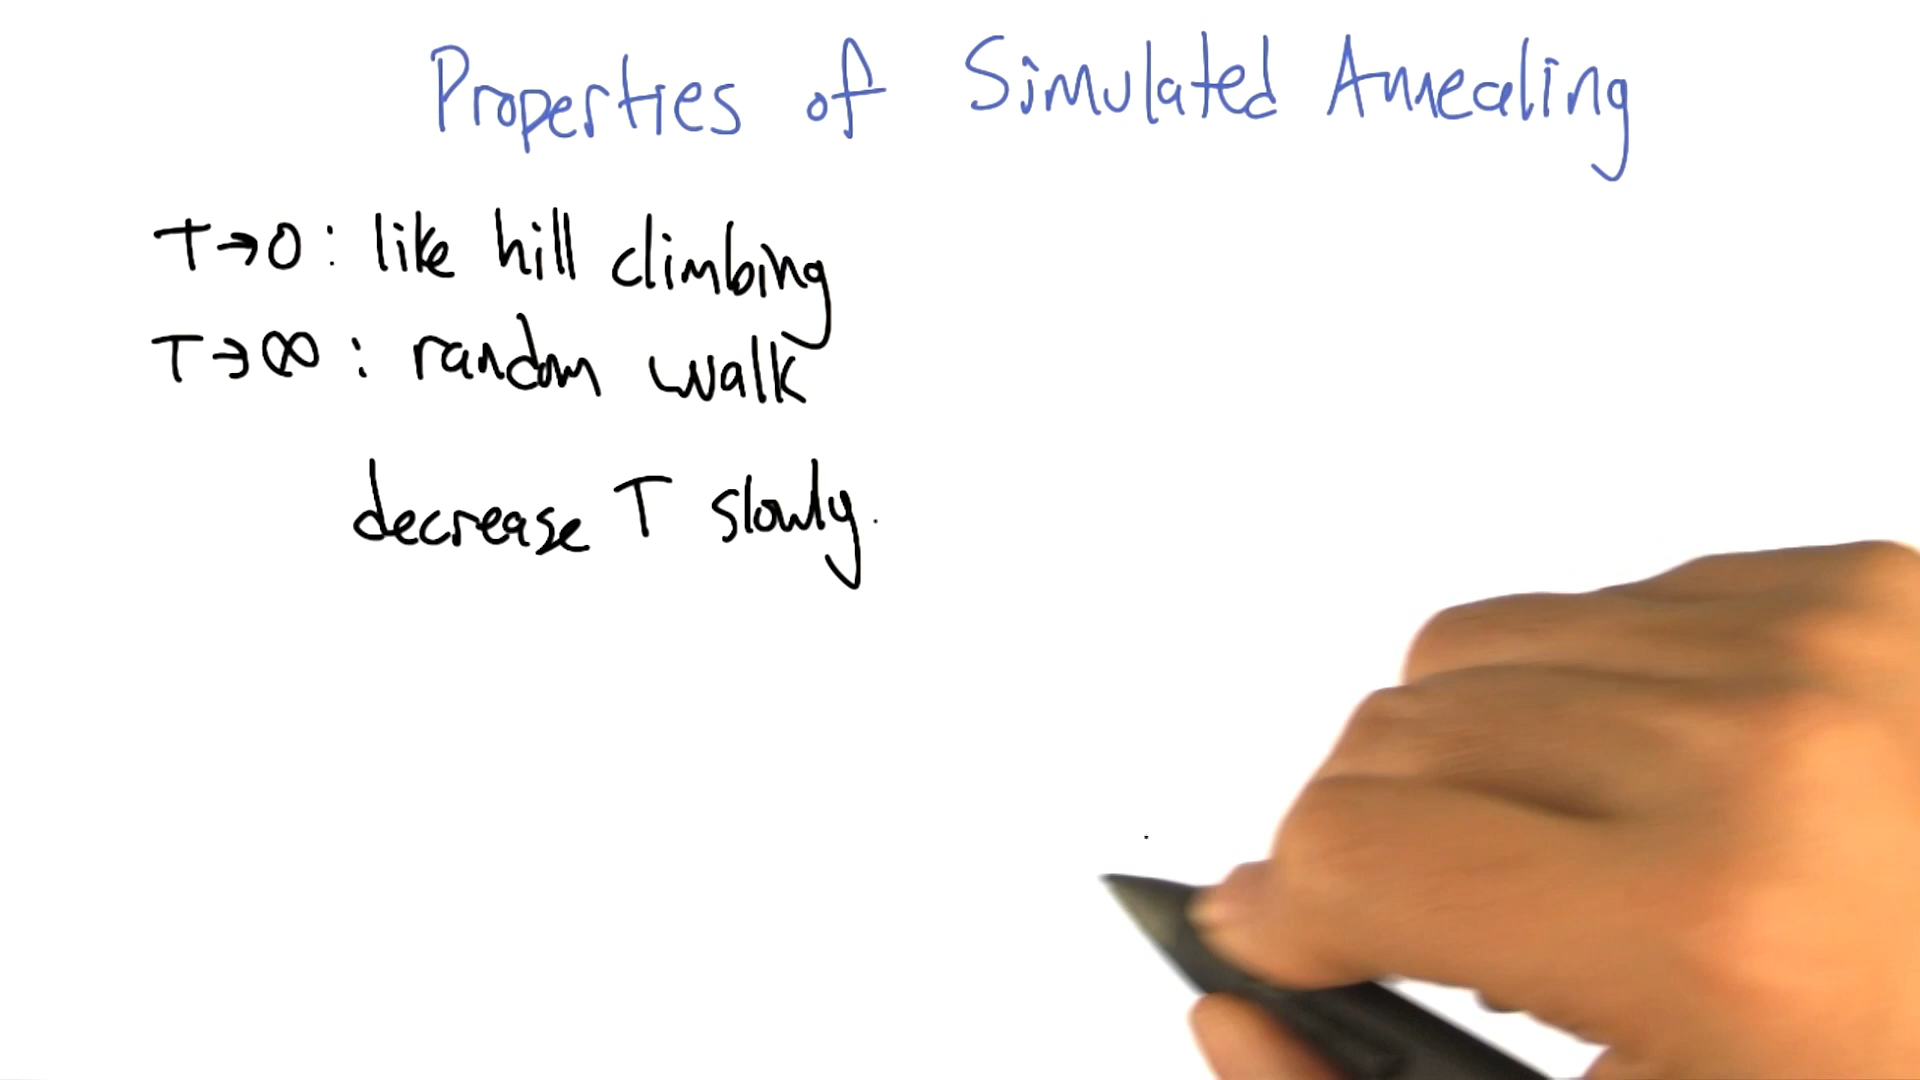 Properties of Simulated Annealing
T→0: like hill climbing
T→∞: random walk
decrease T slowly.